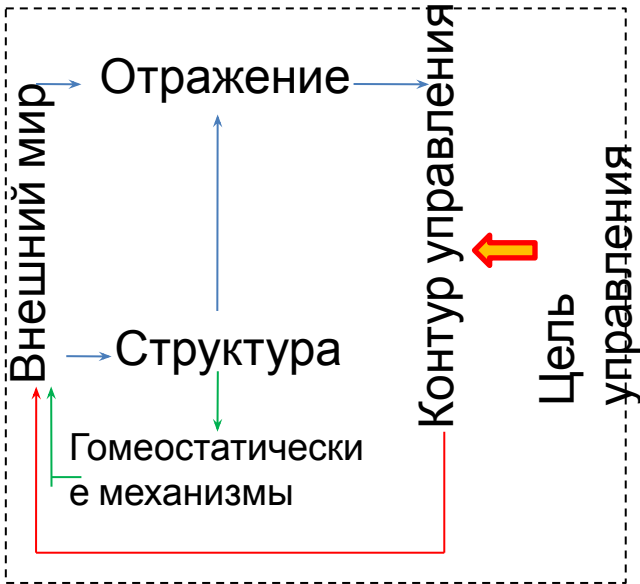 Отражение
Внешний мир
Структура
Гомеостатически
е механизмы
Контур управления
Цель
управления